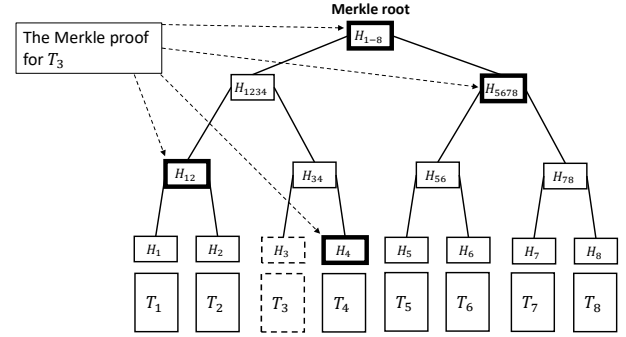 Merkle root
The Merkle proof
for T₃
H₁₋₈
H₁₂₃₄
H₅₆₇₈
H₁₂
H₃₄
H₅₆
H₇₈
H₁ H₂ H₃ H₄ H₅ H₆ H₇ H₈
T₁ T₂ T₃ T₄ T₅ T₆ T₇ T₈